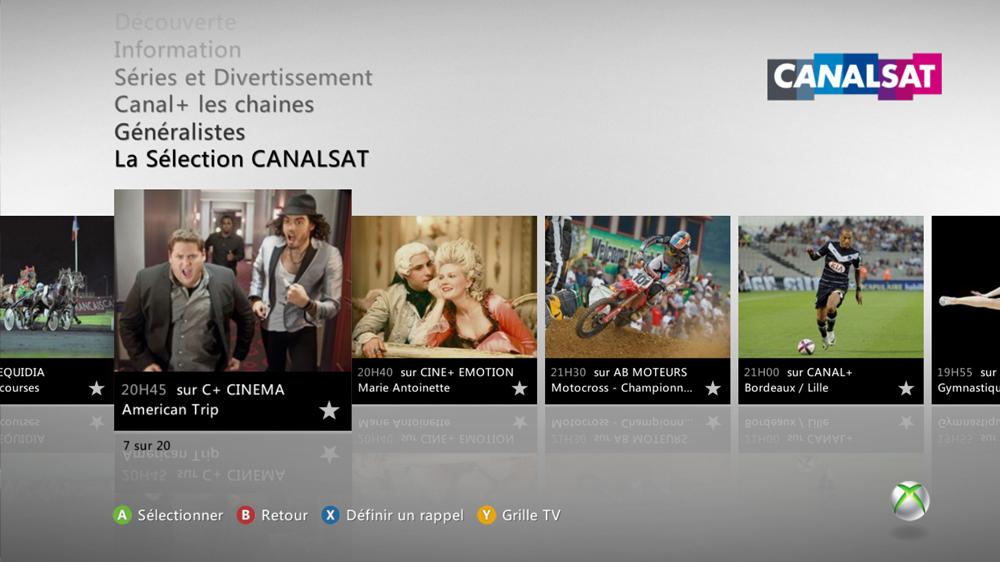 Découverte
Information
Séries et Divertissement
Canal+ les chaines
Généralistes
La Sélection CANALSAT
CANALSAT
EQUIDIA
courses
20H45 sur C+ CINEMA
American Trip
20H40 sur CINE+ EMOTION
Marie Antoinette
Welcome
21H30 sur AB MOTEURS
Motocross - Championn...
21H00 sur CANAL+
Bordeaux / Lille
19H55 sur
Gymnastiqu
7 sur 20
A Sélectionner B Retour X Définir un rappel Y Grille TV